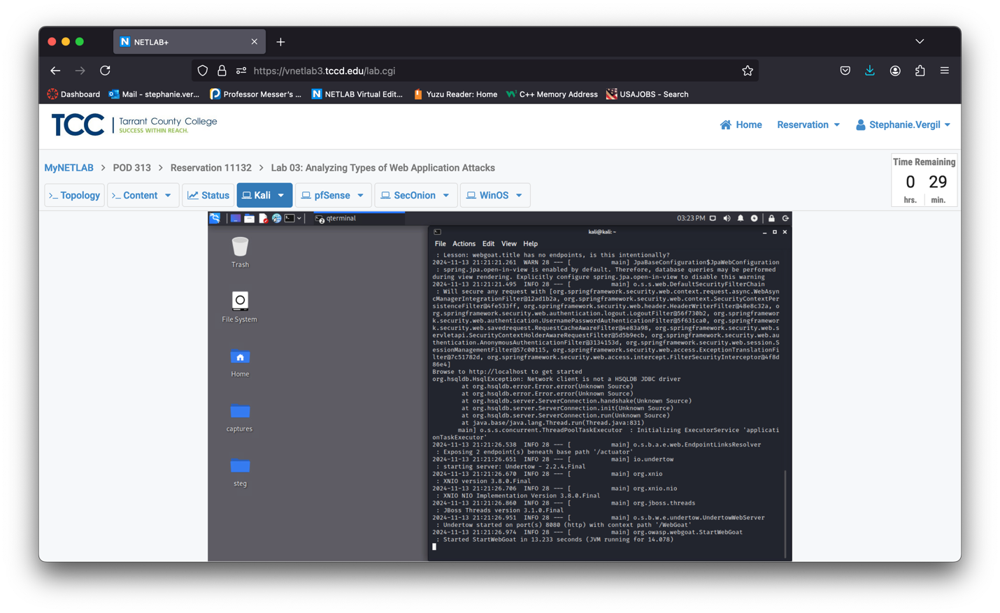 NETLAB+
https://vnetlab3.tccd.edu/lab.cgi
Dashboard
Mail - stephanie.ver...
Professor Messer's ...
NETLAB Virtual Edit...
Yuzu Reader: Home
C++ Memory Address
USAJOBS - Search
TCC
Tarrant County College
SUCCESS WITHIN REACH.
Home
Reservation
Stephanie.Vergil
MyNETLAB > POD 313 > Reservation 11132 > Lab 03: Analyzing Types of Web Application Attacks
Time Remaining
0 29
hrs. min.
>_ Topology
>_ Content
Status
Kali
pfSense
SecOnion
WinOS
qterminal
03:23 PM
Trash
File System
Home
captures
steg
kali@kali: ~
File Actions Edit View Help
: Lesson: webgoat.title has no endpoints, is this intentionally?
2024-11-13 21:21:21.261 WARN 28 --- [ main] JpaBaseConfiguration$JpaWebConfiguration
: spring.jpa.open-in-view is enabled by default. Therefore, database queries may be performed
during view rendering. Explicitly configure spring.jpa.open-in-view to disable this warning
2024-11-13 21:21:21.495 INFO 28 --- [ main] o.s.s.web.DefaultSecurityFilterChain
: Will secure any request with [org.springframework.security.web.context.request.async.WebAsyn
cManagerIntegrationFilter@12ad1b2a, org.springframework.security.web.context.SecurityContextPer
sistenceFilter@4fe533ff, org.springframework.security.web.header.HeaderWriterFilter@48e8c32a, o
rg.springframework.security.web.authentication.logout.LogoutFilter@56f730b2, org.springframewor
k.security.web.authentication.UsernamePasswordAuthenticationFilter@5f631ca0, org.springframewor
k.security.web.savedrequest.RequestCacheAwareFilter@4e83a98, org.springframework.security.web.s
ervletapi.SecurityContextHolderAwareRequestFilter@5d5b9ecb, org.springframework.security.web.au
thentication.AnonymousAuthenticationFilter@3134153d, org.springframework.security.web.session.S
essionManagementFilter@57c00115, org.springframework.security.web.access.ExceptionTranslationFi
lter@7c51782d, org.springframework.security.web.access.intercept.FilterSecurityInterceptor@4f8d
86e4]
Browse to http://localhost to get started
org.hsqldb.HsqlException: Network client is not a HSQLDB JDBC driver
at org.hsqldb.error.Error.error(Unknown Source)
at org.hsqldb.error.Error.error(Unknown Source)
at org.hsqldb.server.ServerConnection.handshake(Unknown Source)
at org.hsqldb.server.ServerConnection.init(Unknown Source)
at org.hsqldb.server.ServerConnection.run(Unknown Source)
at java.base/java.lang.Thread.run(Thread.java:831)
main] o.s.s.concurrent.ThreadPoolTaskExecutor : Initializing ExecutorService 'applicati
onTaskExecutor'
2024-11-13 21:21:26.538 INFO 28 --- [ main] o.s.b.a.e.web.EndpointLinksResolver
: Exposing 2 endpoint(s) beneath base path '/actuator'
2024-11-13 21:21:26.651 INFO 28 --- [ main] io.undertow
: starting server: Undertow - 2.2.4.Final
2024-11-13 21:21:26.670 INFO 28 --- [ main] org.xnio
: XNIO version 3.8.0.Final
2024-11-13 21:21:26.706 INFO 28 --- [ main] org.xnio.nio
: XNIO NIO Implementation Version 3.8.0.Final
2024-11-13 21:21:26.860 INFO 28 --- [ main] org.jboss.threads
: JBoss Threads version 3.1.0.Final
2024-11-13 21:21:26.951 INFO 28 --- [ main] o.s.b.w.e.undertow.UndertowWebServer
: Undertow started on port(s) 8080 (http) with context path '/WebGoat'
2024-11-13 21:21:26.974 INFO 28 --- [ main] org.owasp.webgoat.StartWebGoat
: Started StartWebGoat in 13.233 seconds (JVM running for 14.078)